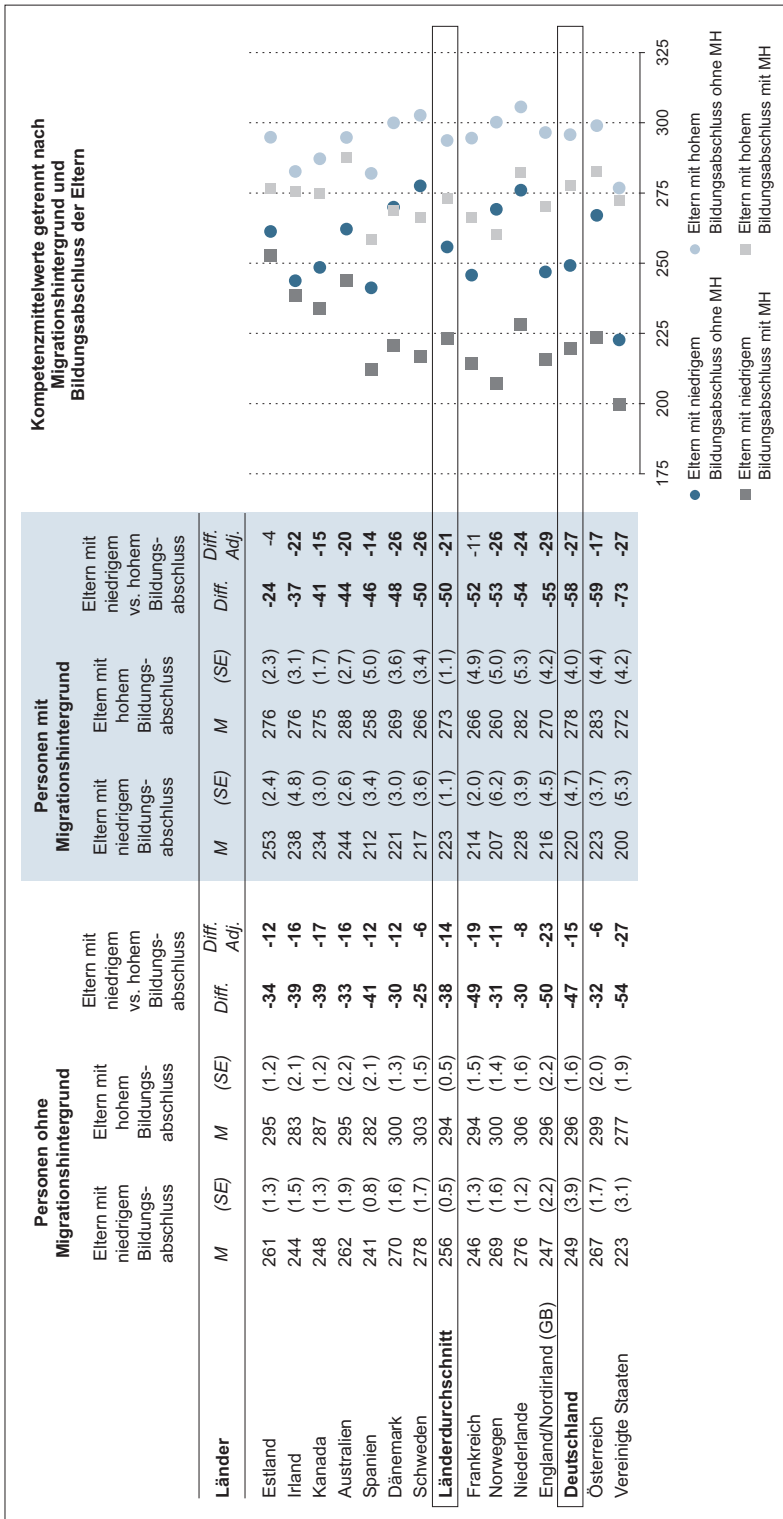 Personen ohne Migrationshintergrund
Personen mit Migrationshintergrund
Kompetenzmittelwerte getrennt nach
Migrationshintergrund und
Bildungsabschluss der Eltern
Eltern mit niedrigem Bildungs-abschluss
Eltern mit hohem Bildungs-abschluss
Eltern mit niedrigem vs. hohem Bildungs-abschluss
Eltern mit niedrigem Bildungs-abschluss
Eltern mit hohem Bildungs-abschluss
Eltern mit niedrigem vs. hohem Bildungs-abschluss
Länder M (SE) M (SE) Diff. Diff. Adj. M (SE) M (SE) Diff. Diff. Adj.
Estland 261 (1.3) 295 (1.2) -34 -12 253 (2.4) 276 (2.3) -24 -4
Irland 244 (1.5) 283 (2.1) -39 -16 238 (4.8) 276 (3.1) -37 -22
Kanada 248 (1.3) 287 (1.2) -39 -17 234 (3.0) 275 (1.7) -41 -15
Australien 262 (1.9) 295 (2.2) -33 -16 244 (2.6) 288 (2.7) -44 -20
Spanien 241 (0.8) 282 (2.1) -41 -12 212 (3.4) 258 (5.0) -46 -14
Dänemark 270 (1.6) 300 (1.3) -30 -12 221 (3.0) 269 (3.6) -48 -26
Schweden 278 (1.7) 303 (1.5) -25 -6 217 (3.6) 266 (3.4) -50 -26
Länderdurchschnitt 256 (0.5) 294 (0.5) -38 -14 223 (1.1) 273 (1.1) -50 -21
Frankreich 246 (1.3) 294 (1.5) -49 -19 214 (2.0) 266 (4.9) -52 -11
Norwegen 269 (1.6) 300 (1.4) -31 -11 207 (6.2) 260 (5.0) -53 -26
Niederlande 276 (1.2) 306 (1.6) -30 -8 228 (3.9) 282 (5.3) -54 -24
England/Nordirland (GB) 247 (2.2) 296 (2.2) -50 -23 216 (4.5) 270 (4.2) -55 -29
Deutschland 249 (3.9) 296 (1.6) -47 -15 220 (4.7) 278 (4.0) -58 -27
Österreich 267 (1.7) 299 (2.0) -32 -6 223 (3.7) 283 (4.4) -59 -17
Vereinigte Staaten 223 (3.1) 277 (1.9) -54 -27 200 (5.3) 272 (4.2) -73 -27
175 200 225 250 275 300 325
Eltern mit niedrigem
Bildungsabschluss ohne MH
Eltern mit hohem
Bildungsabschluss ohne MH
Eltern mit niedrigem
Bildungsabschluss mit MH
Eltern mit hohem
Bildungsabschluss mit MH